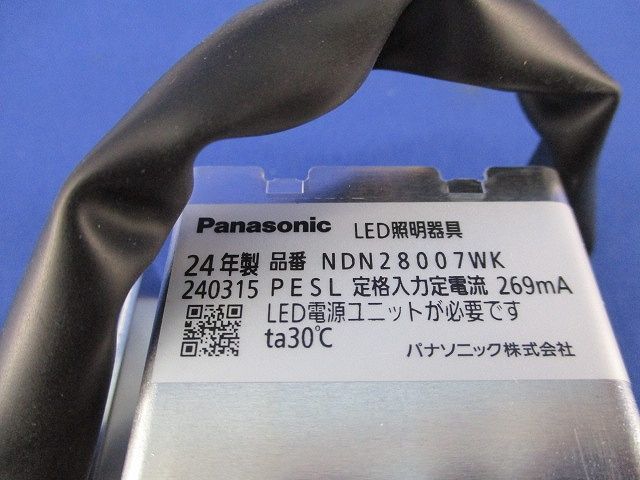 Panasonic LED照明器具
24年製 品番 NDN28007WK
240315 PESL 定格入力定電流 269mA
LED電源ユニットが必要です
ta30℃
パナソニック株式会社